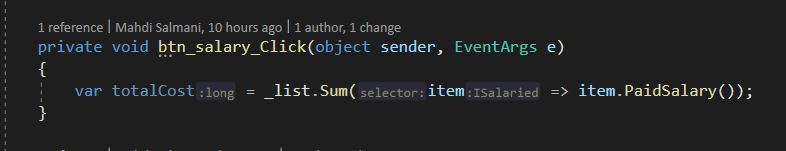 1 reference | Mahdi Salmani, 10 hours ago | 1 author, 1 change
private void btn_salary_Click(object sender, EventArgs e)
{
var totalCost:long = _list.Sum(selector:item:ISalaried => item.PaidSalary());
}